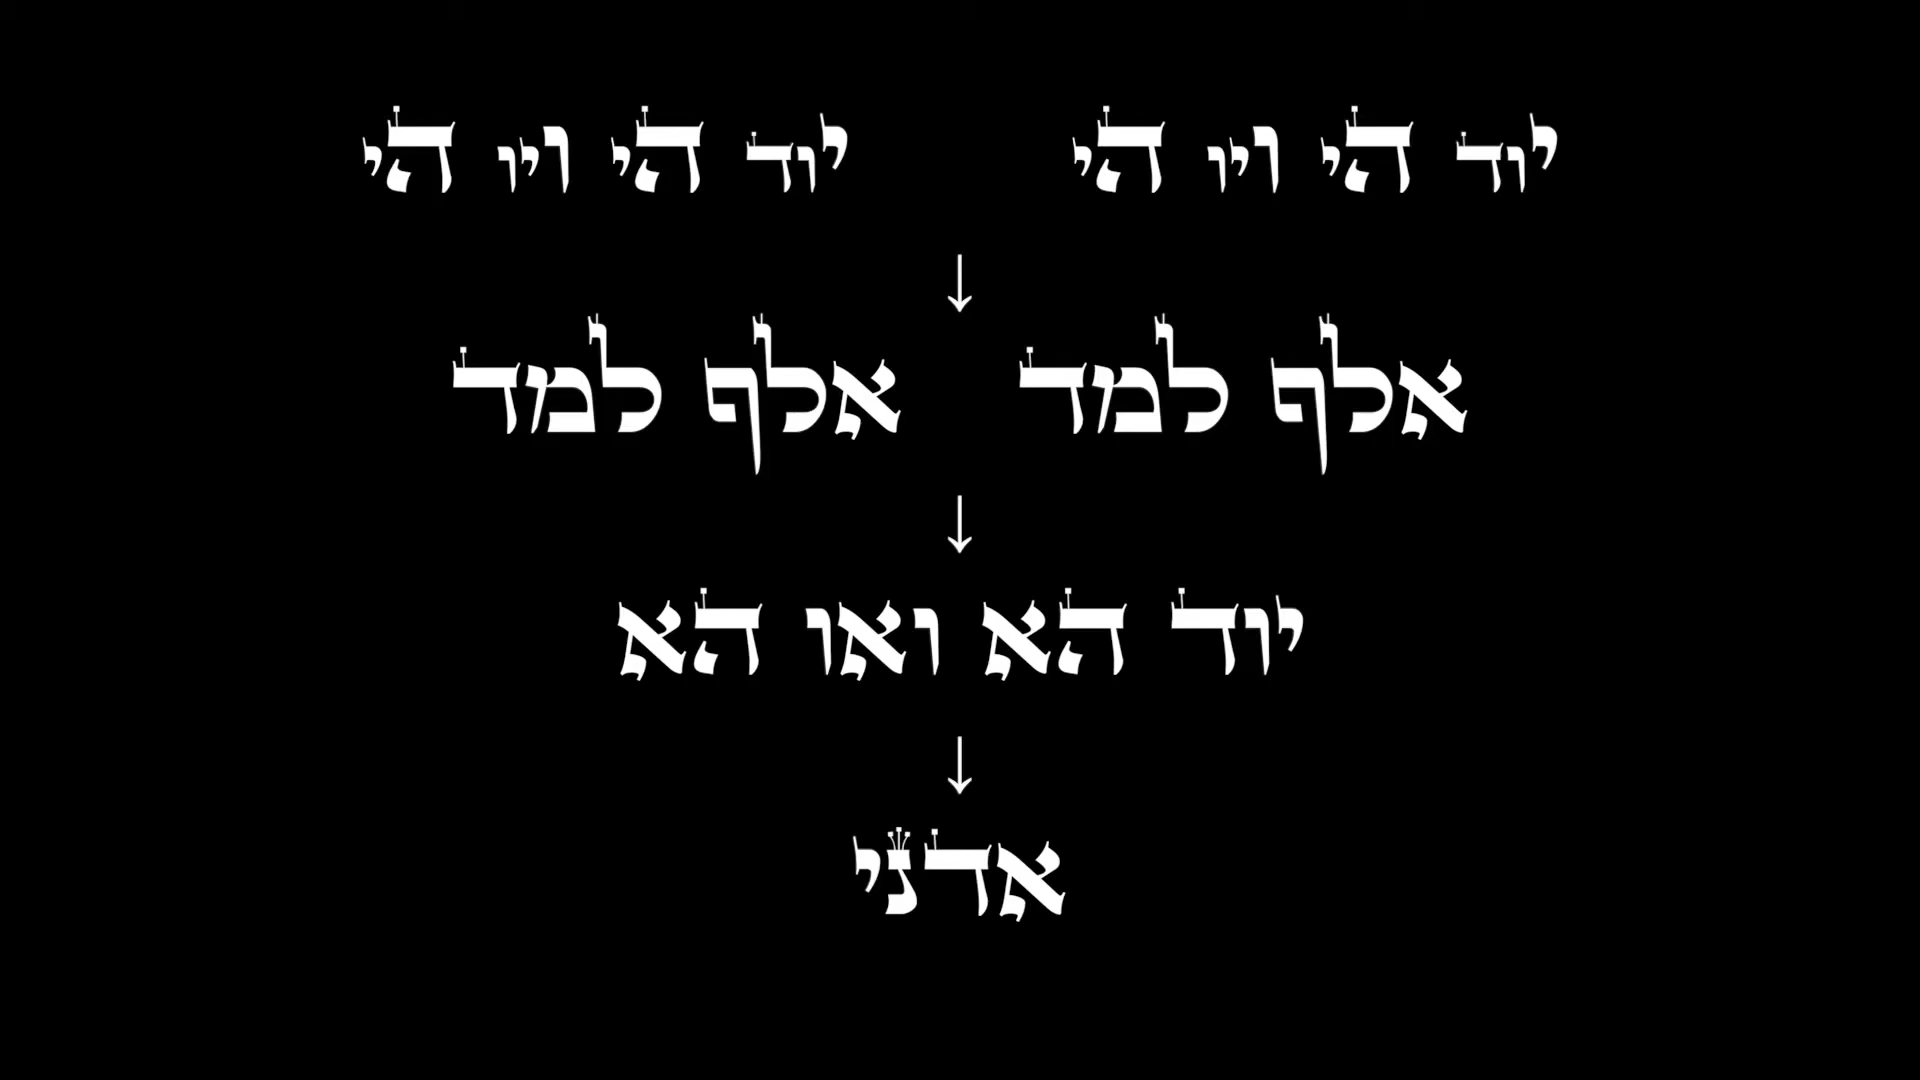 יוד הי ויו הי יוד הי ויו הי
↓
אלף למד אלף למד
↓
יוד הא ואו הא
↓
אדני